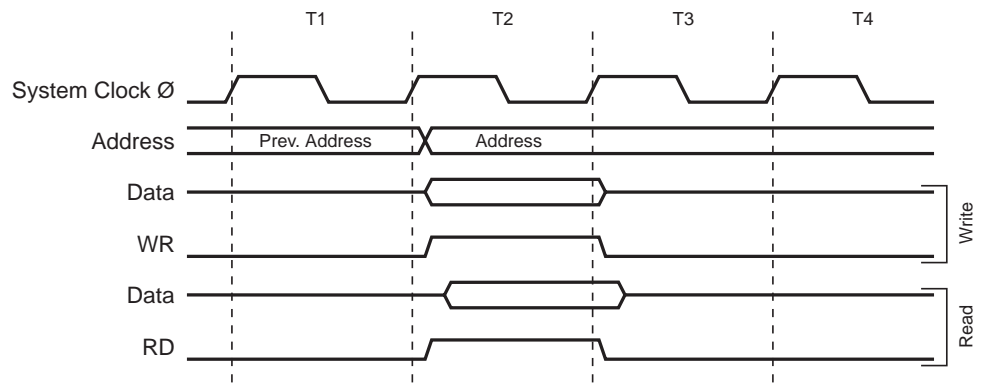 T1 T2 T3 T4
System Clock Ø
Address Prev. Address Address
Data
WR
Write
Data
RD
Read